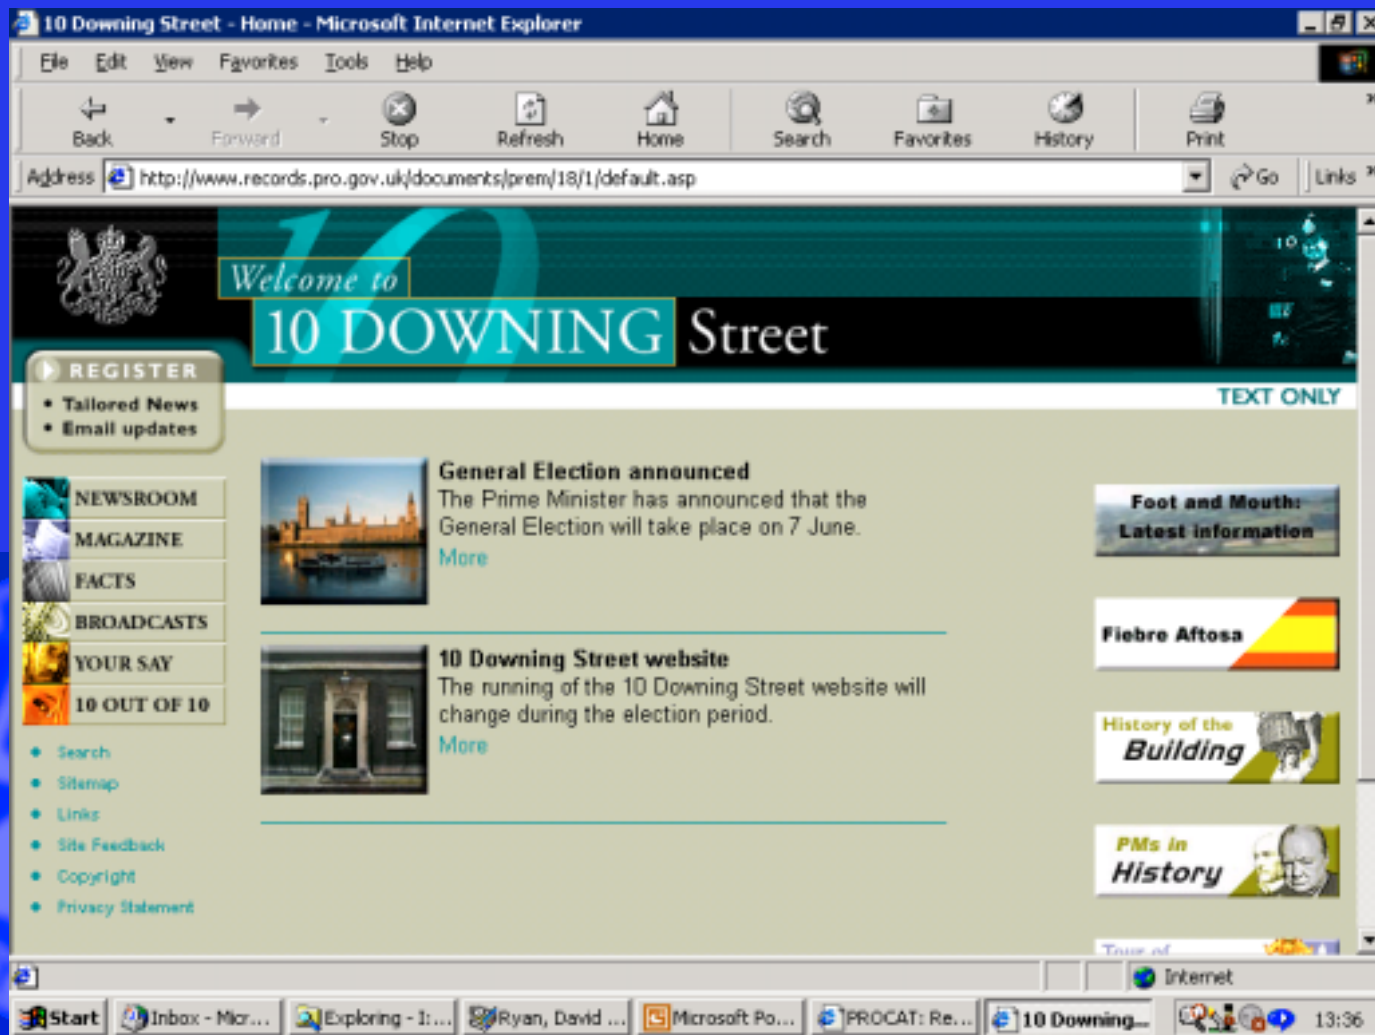 10 Downing Street - Home - Microsoft Internet Explorer
File Edit View Favorites Tools Help
Back Forward Stop Refresh Home Search Favorites History Print
Address http://www.records.pro.gov.uk/documents/prem/18/1/default.asp Go Links
10
Welcome to
10 DOWNING Street
10
REGISTER
• Tailored News
• Email updates
TEXT ONLY
NEWSROOM
MAGAZINE
FACTS
BROADCASTS
YOUR SAY
10 OUT OF 10
• Search
• Sitemap
• Links
• Site Feedback
• Copyright
• Privacy Statement
General Election announced
The Prime Minister has announced that the
General Election will take place on 7 June.
More
10 Downing Street website
The running of the 10 Downing Street website will
change during the election period.
More
Foot and Mouth:
Latest information
Fiebre Aftosa
History of the
Building
PMs in
History
Tour of
Internet
Start Inbox - Micr... Exploring - I:... Ryan, David ... Microsoft Po... PROCAT: Re... 10 Downing... 13:36